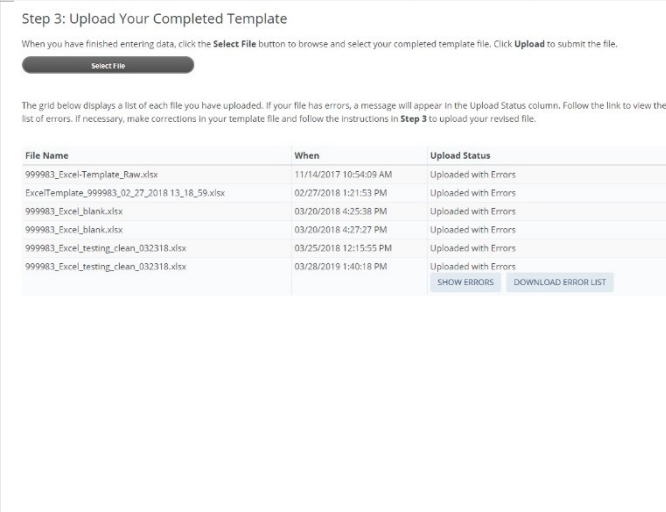 Step 3: Upload Your Completed Template
When you have finished entering data, click the Select File button to browse and select your completed template file. Click Upload to submit the file.
Select File
The grid below displays a list of each file you have uploaded. If your file has errors, a message will appear in the Upload Status column. Follow the link to view the
list of errors. If necessary, make corrections in your template file and follow the instructions in Step 3 to upload your revised file.
File Name When Upload Status
999983_Excel-Template_Raw.xlsx 11/14/2017 10:54:09 AM Uploaded with Errors
ExcelTemplate_999983_02_27_2018 13_18_59.xlsx 02/27/2018 1:21:53 PM Uploaded with Errors
999983_Excel_blank.xlsx 03/20/2018 4:25:38 PM Uploaded with Errors
999983_Excel_blank.xlsx 03/20/2018 4:27:27 PM Uploaded with Errors
999983_Excel_testing_clean_032318.xlsx 03/25/2018 12:15:55 PM Uploaded with Errors
999983_Excel_testing_clean_032318.xlsx 03/28/2019 1:40:18 PM Uploaded with Errors
SHOW ERRORS DOWNLOAD ERROR LIST